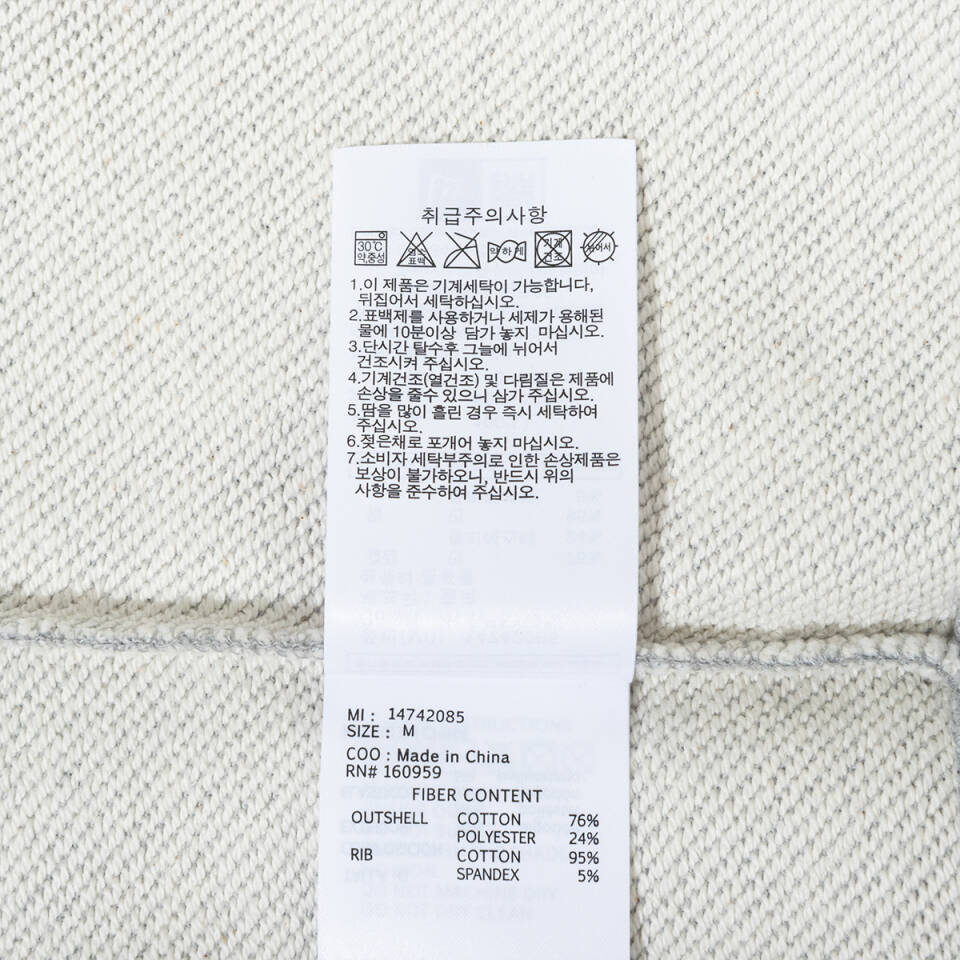 취급주의사항
30℃ 약,중성 염소 표백 약하게 기계 건조 뉘어서
1.이 제품은 기계세탁이 가능합니다,
뒤집어서 세탁하십시오.
2.표백제를 사용하거나 세제가 용해된
물에 10분이상 담가 놓지 마십시오.
3.단시간 탈수후 그늘에 뉘어서
건조시켜 주십시오.
4.기계건조(열건조) 및 다림질은 제품에
손상을 줄수 있으니 삼가 주십시오.
5.땀을 많이 흘린 경우 즉시 세탁하여
주십시오.
6.젖은채로 포개어 놓지 마십시오.
7.소비자 세탁부주의로 인한 손상제품은
보상이 불가하오니, 반드시 위의
사항을 준수하여 주십시오.
MI : 14742085
SIZE : M
COO : Made in China
RN# 160959
FIBER CONTENT
OUTSHELL COTTON 76%
POLYESTER 24%
RIB COTTON 95%
SPANDEX 5%